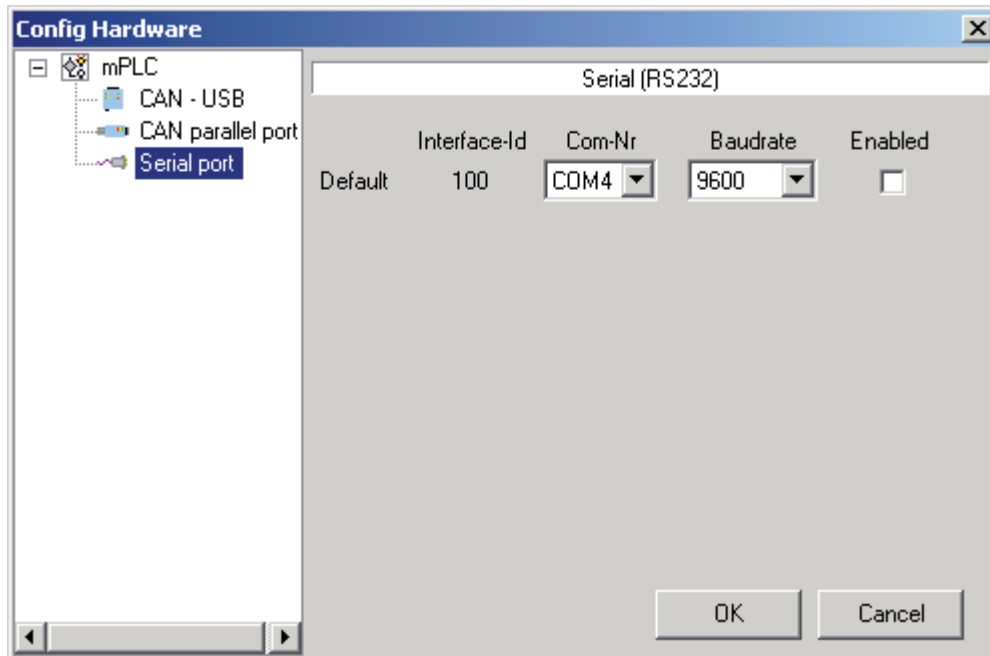 Config Hardware
mPLC
CAN - USB
CAN parallel port
Serial port
Serial (RS232)
Interface-Id Com-Nr Baudrate Enabled
Default 100 COM4 9600
OK Cancel